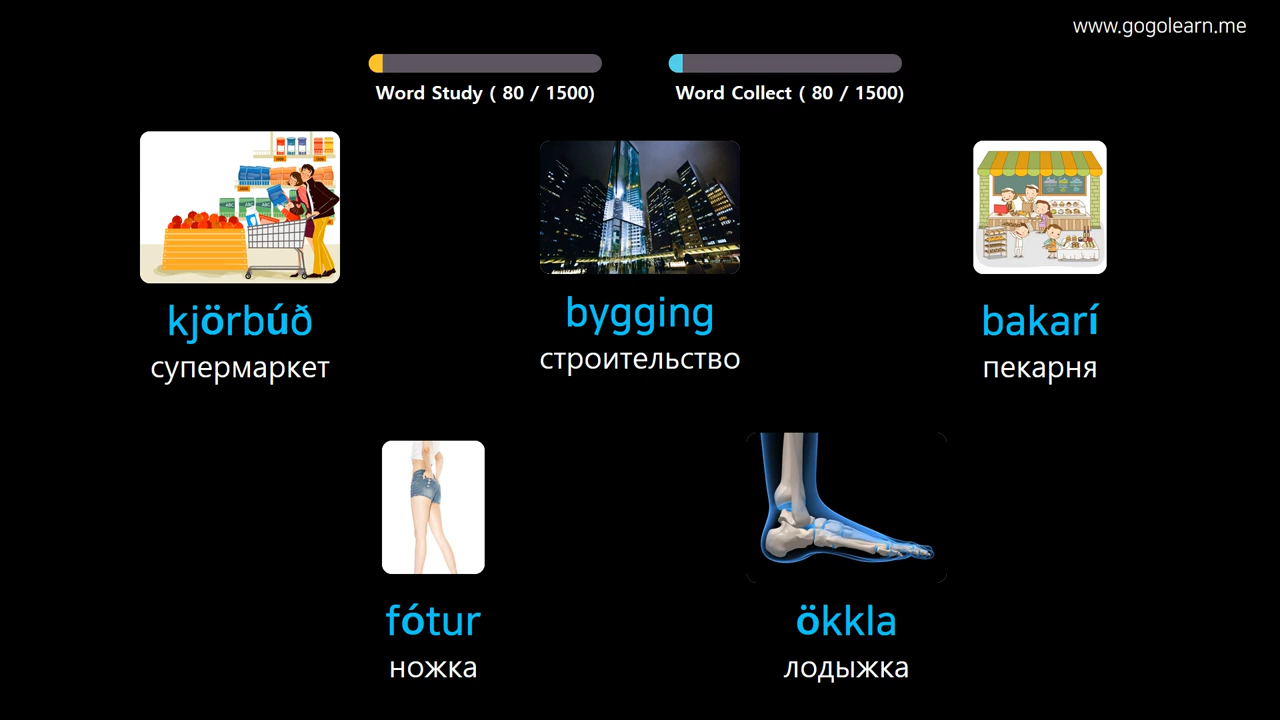 www.gogolearn.me
Word Study ( 80 / 1500)
Word Collect ( 80 / 1500)
kjörbúð
супермаркет
bygging
строительство
bakarí
пекарня
fótur
ножка
ökkla
лодыжка